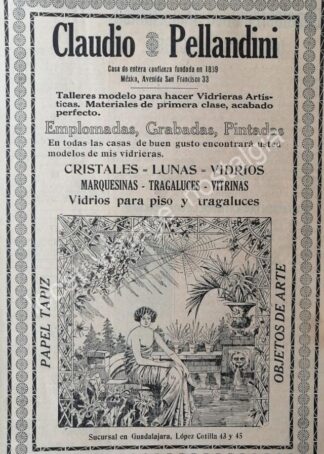 Claudio Pellandini
Casa de entera confianza fundada en 1839
México, Avenida San Francisco 33
Talleres modelo para hacer Vidrieras Artís-
ticas. Materiales de primera clase, acabado
perfecto.
Emplomadas, Grabadas, Pintadas
En todas las casas de buen gusto encontrará usted
modelos de mis vidrieras.
CRISTALES - LUNAS - VIDRIOS
MARQUESINAS - TRAGALUCES - VITRINAS
Vidrios para piso y tragaluces
PAPEL TAPIZ
OBJETOS DE ARTE
Sucursal en Guadalajara, López Cotilla 43 y 45